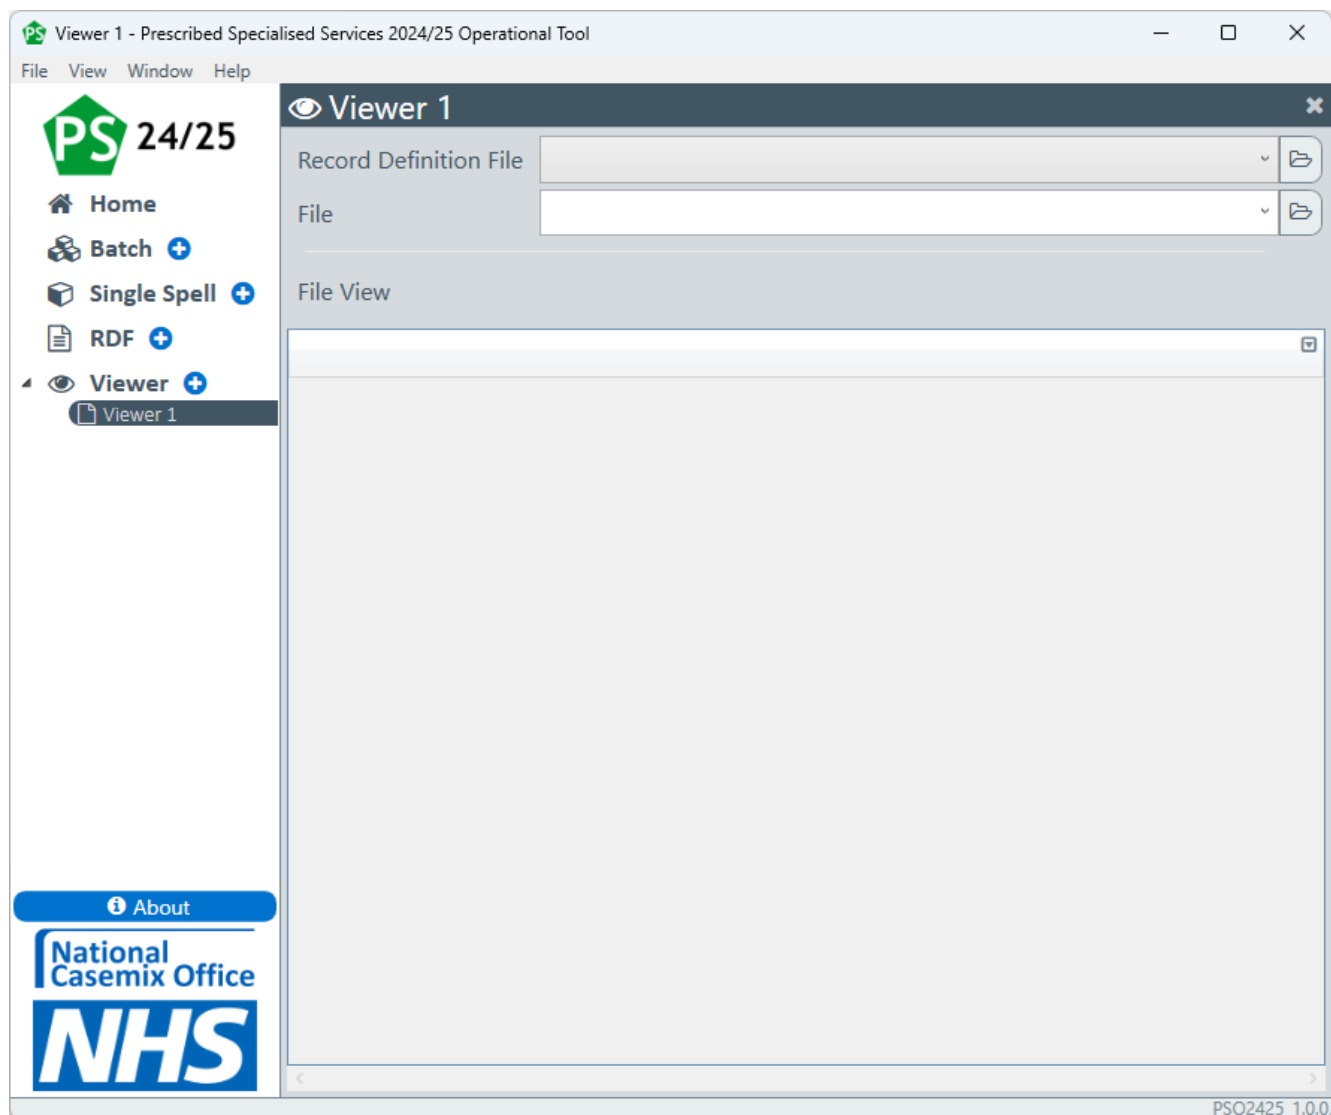 PS Viewer 1 - Prescribed Specialised Services 2024/25 Operational Tool
File View Window Help
PS 24/25
Home
Batch
Single Spell
RDF
Viewer
Viewer 1
About
National
Casemix Office
NHS
Viewer 1
Record Definition File
File
File View
PSO2425 1.0.0